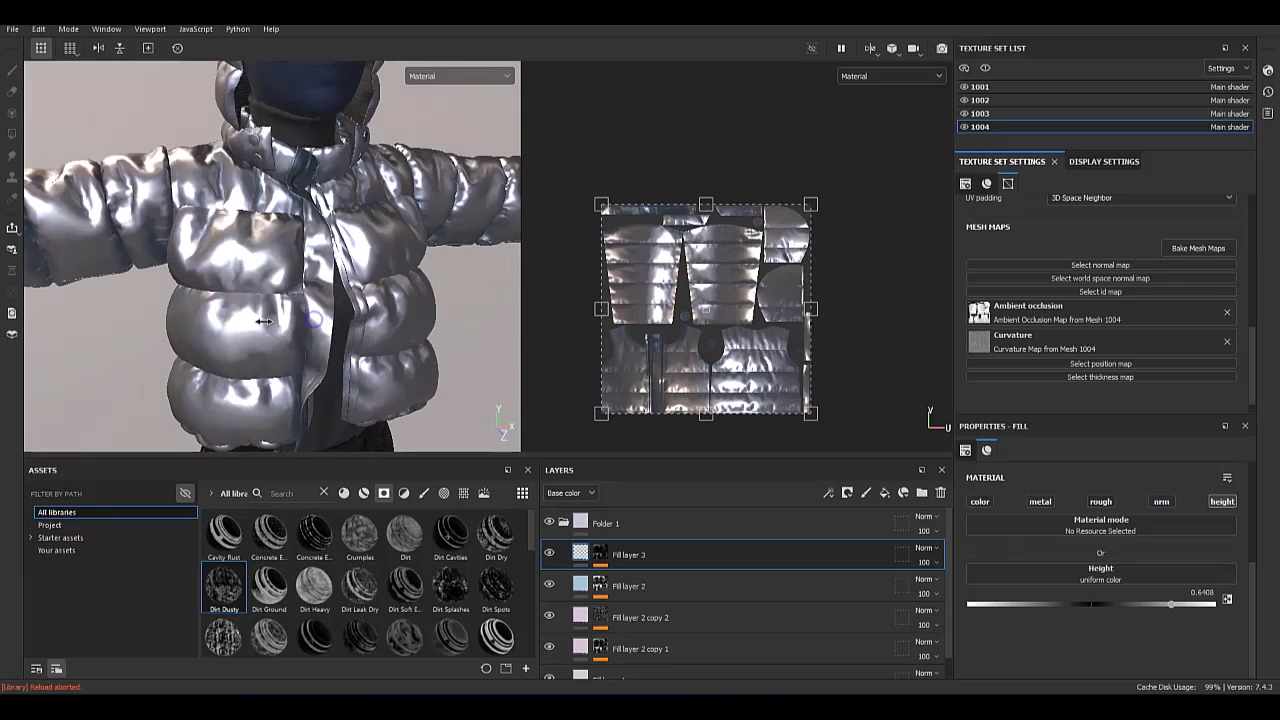 File Edit Mode Window Viewport JavaScript Python Help
Material
Material
TEXTURE SET LIST
Settings
1001 Main shader
1002 Main shader
1003 Main shader
1004 Main shader
TEXTURE SET SETTINGS
DISPLAY SETTINGS
UV padding 3D Space Neighbor
MESH MAPS
Bake Mesh Maps
Select normal map
Select world space normal map
Select id map
Ambient occlusion
Ambient Occlusion Map from Mesh 1004
Curvature
Curvature Map from Mesh 1004
Select position map
Select thickness map
Y
X
Z
V
U
PROPERTIES - FILL
MATERIAL
color metal rough nrm height
Material mode
No Resource Selected
Or
Height
uniform color
0.6408
ASSETS
FILTER BY PATH
All libraries
Project
Starter assets
Your assets
All libra
Search
Cavity Rust Concrete E... Concrete E... Crumples Dirt Dirt Cavities Dirt Dry
Dirt Dusty Dirt Ground Dirt Heavy Dirt Leak Dry Dirt Soft E... Dirt Splashes Dirt Spots
LAYERS
Base color
Folder 1 Norm
100
Fill layer 3 Norm
100
Fill layer 2 Norm
100
Fill layer 2 copy 2 Norm
100
Fill layer 2 copy 1 Norm
100
Norm
[Library] Reload aborted.
Cache Disk Usage: 99% | Version: 7.4.3